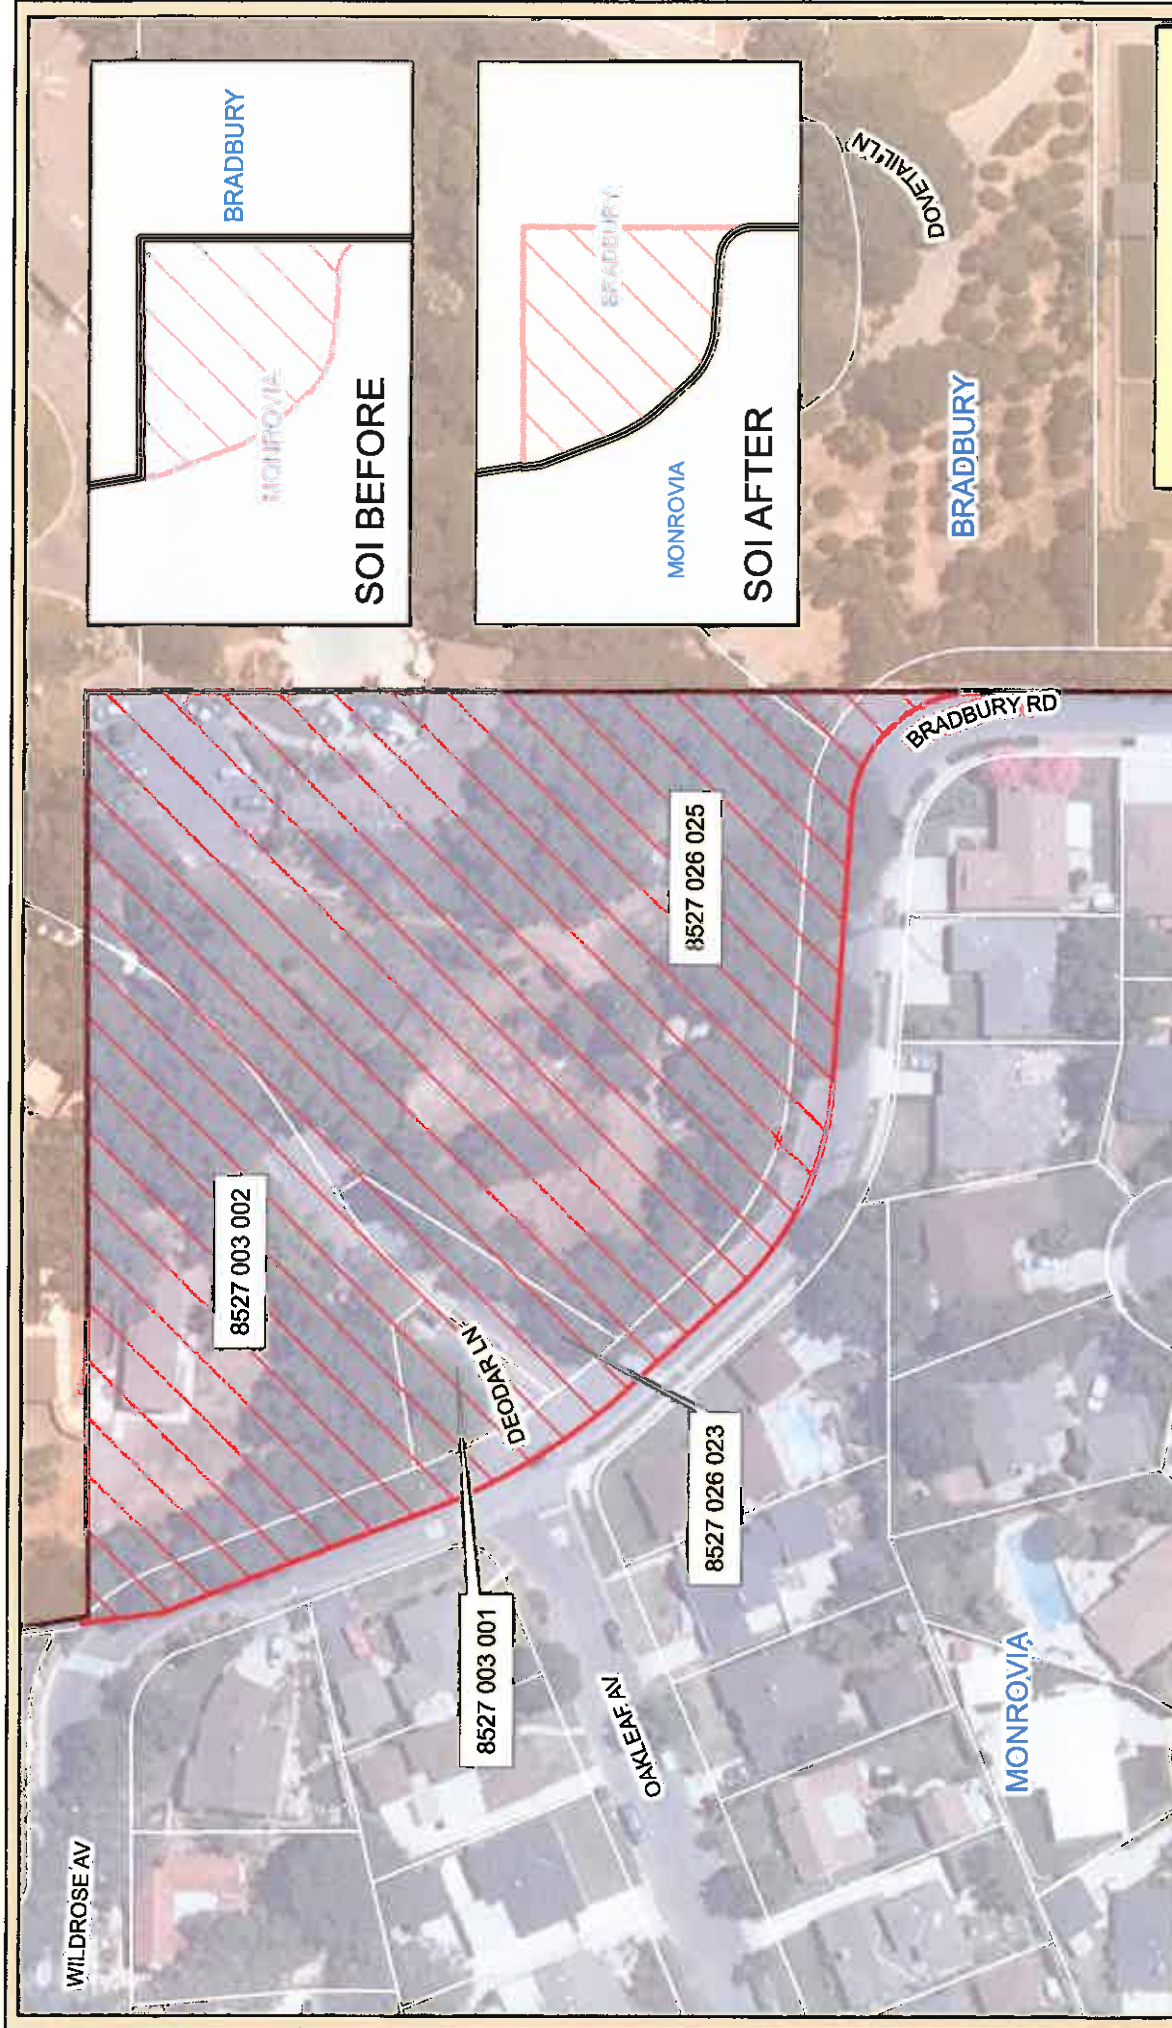 WILDROSE AV
8527 003 002
8527 003 001
DEODAR LN
OAKLEAF AV
8527 026 023
8527 026 025
BRADBURY RD
MONROVIA
BRADBURY
MONROVIA
SOI BEFORE
BRADBURY
MONROVIA
SOI AFTER
DOVETAIL LN
BRADBURY